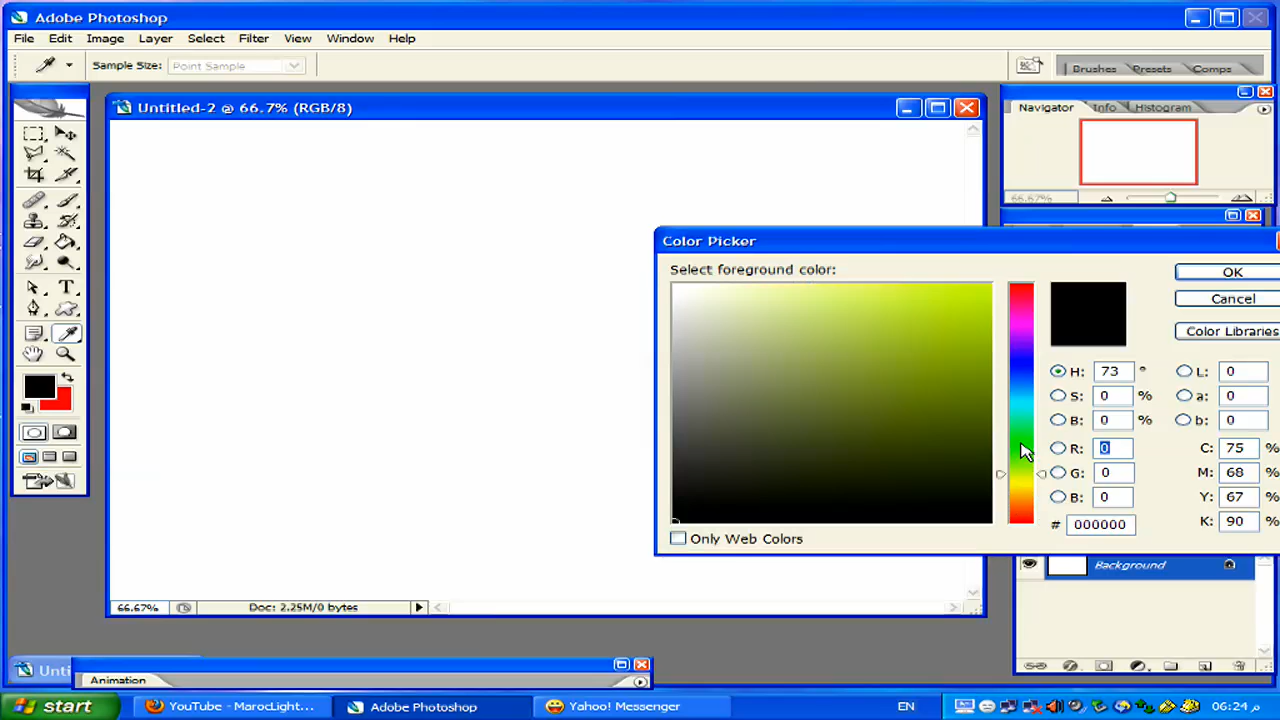 Adobe Photoshop
File Edit Image Layer Select Filter View Window Help
Sample Size: Point Sample
Brushes Presets Comps
Untitled-2 @ 66.7% (RGB/8)
Navigator Info Histogram
66.67%
Color Picker
Select foreground color:
OK
Cancel
Color Libraries
H: 73 ° L: 0
S: 0 % a: 0
B: 0 % b: 0
R: 0 C: 75 %
G: 0 M: 68 %
B: 0 Y: 67 %
# 000000 K: 90 %
Only Web Colors
Background
66.67% Doc: 2.25M/0 bytes
Unti
Animation
start YouTube - MarocLight... Adobe Photoshop Yahoo! Messenger EN 06:24 م